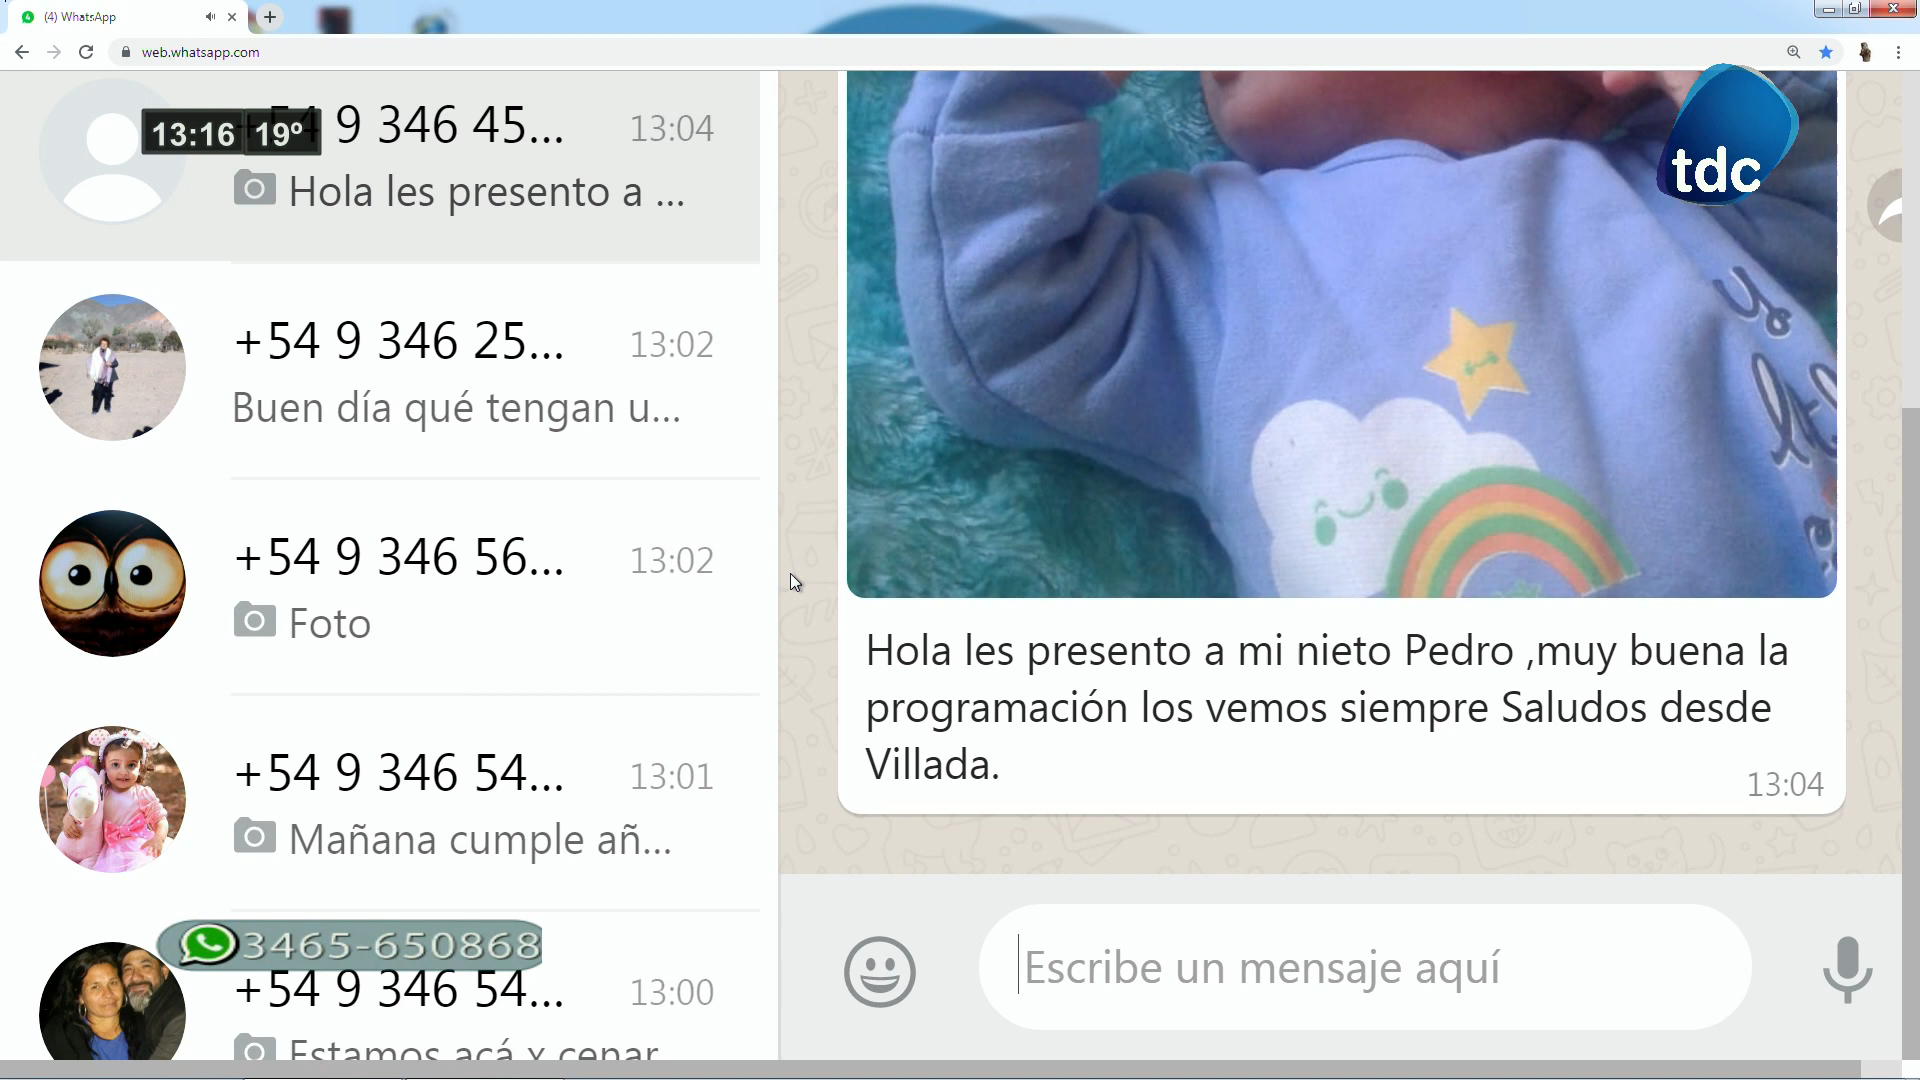 (4) WhatsApp
web.whatsapp.com
13:16 19º
9 346 45... 13:04
Hola les presento a ...
+54 9 346 25... 13:02
Buen día qué tengan u...
+54 9 346 56... 13:02
Foto
+54 9 346 54... 13:01
Mañana cumple añ...
3465-650868
+54 9 346 54... 13:00
Estamos acá x cenar
tdc
Hola les presento a mi nieto Pedro ,muy buena la
programación los vemos siempre Saludos desde
Villada.
13:04
Escribe un mensaje aquí